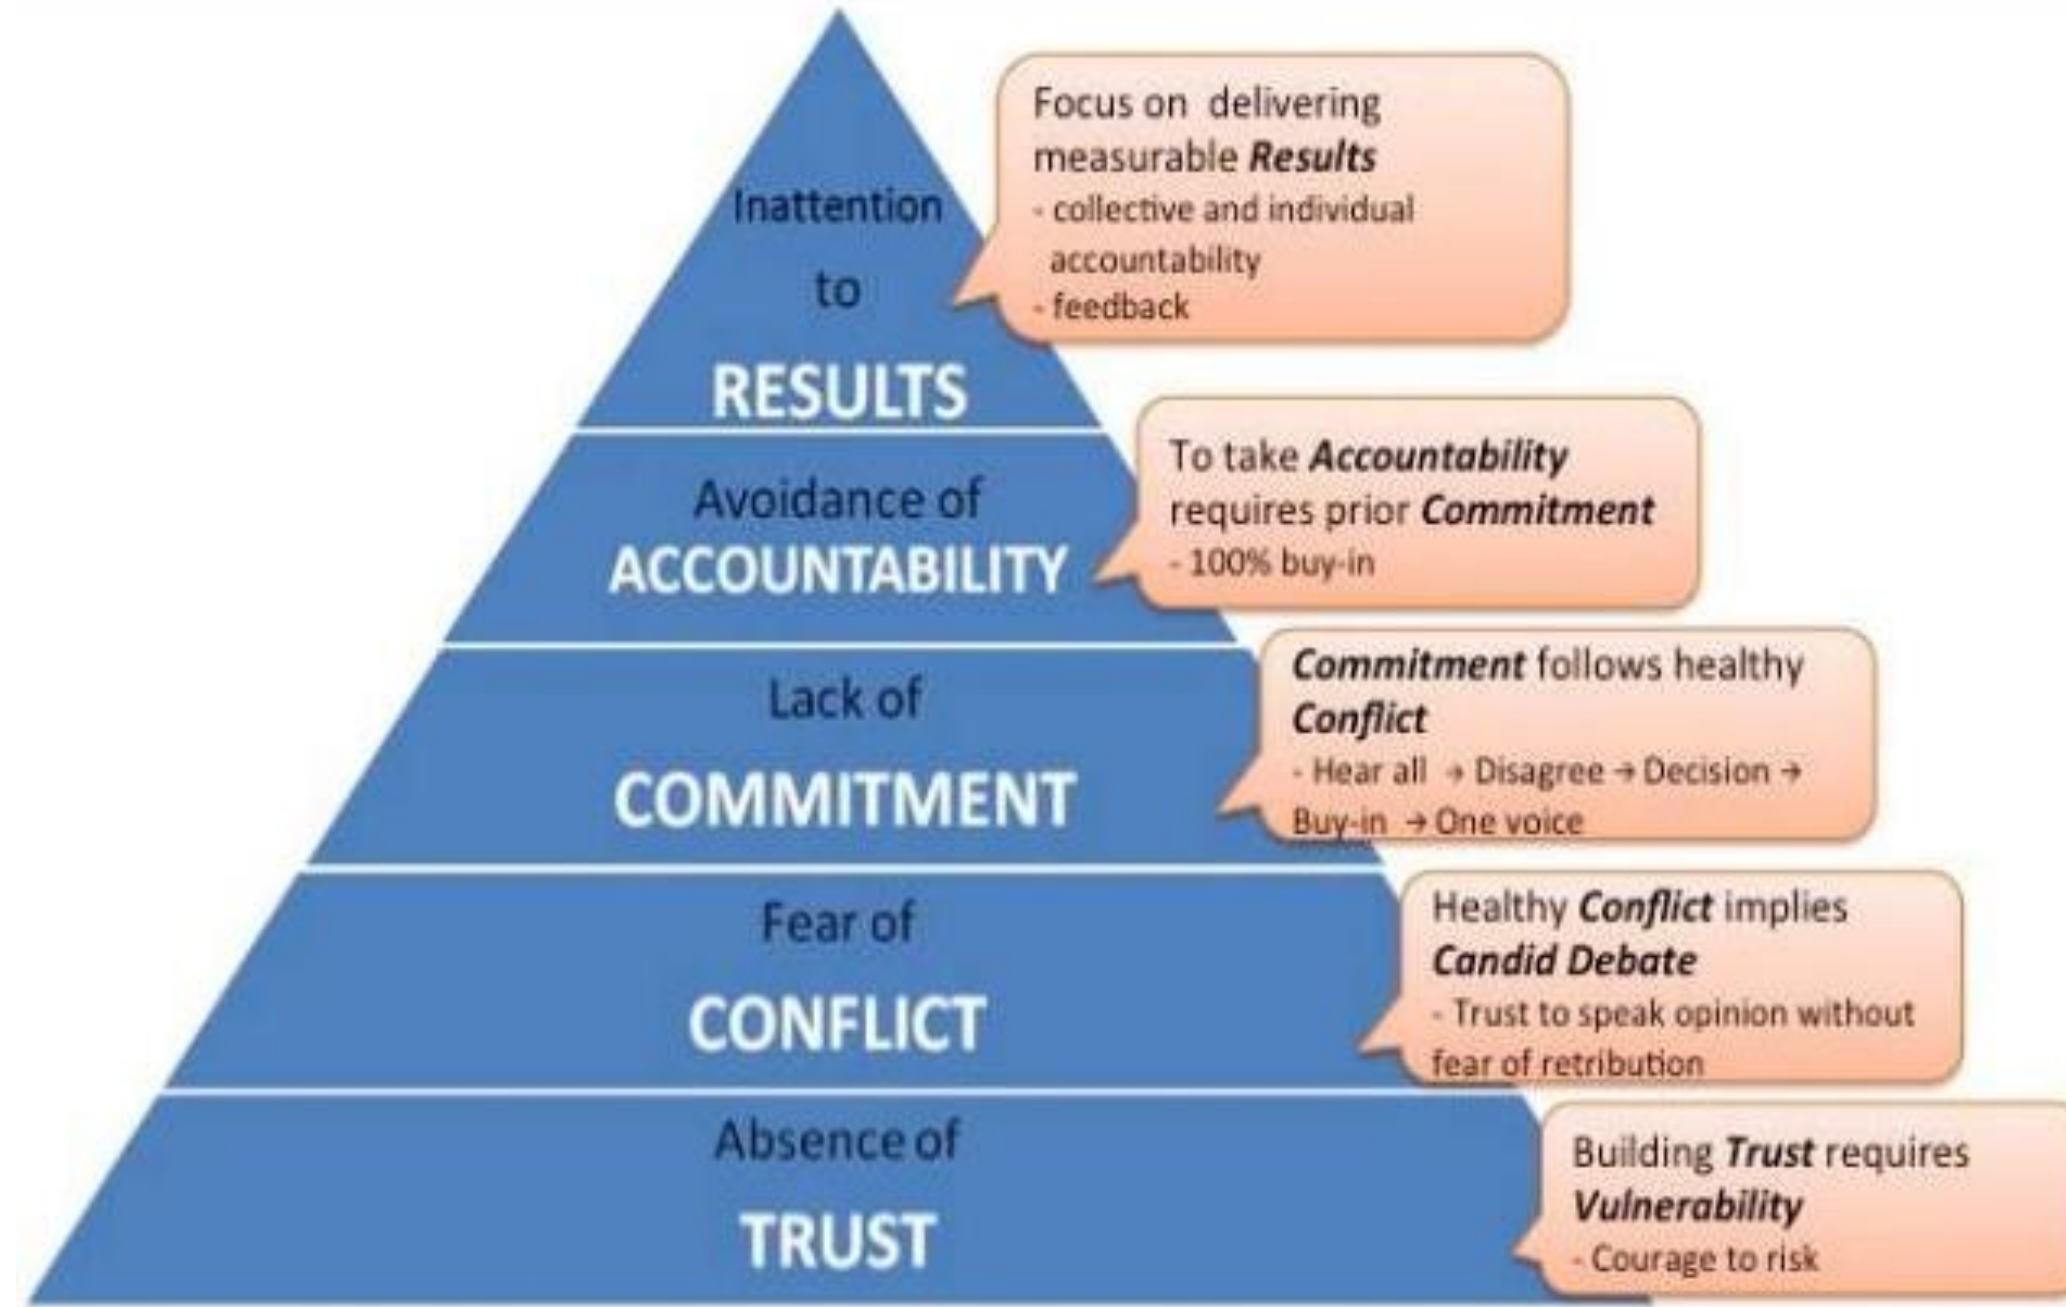 Inattention
to
RESULTS
Focus on delivering
measurable Results
- collective and individual
accountability
- feedback
Avoidance of
ACCOUNTABILITY
To take Accountability
requires prior Commitment
- 100% buy-in
Lack of
COMMITMENT
Commitment follows healthy
Conflict
- Hear all → Disagree → Decision →
Buy-in → One voice
Fear of
CONFLICT
Healthy Conflict implies
Candid Debate
- Trust to speak opinion without
fear of retribution
Absence of
TRUST
Building Trust requires
Vulnerability
- Courage to risk